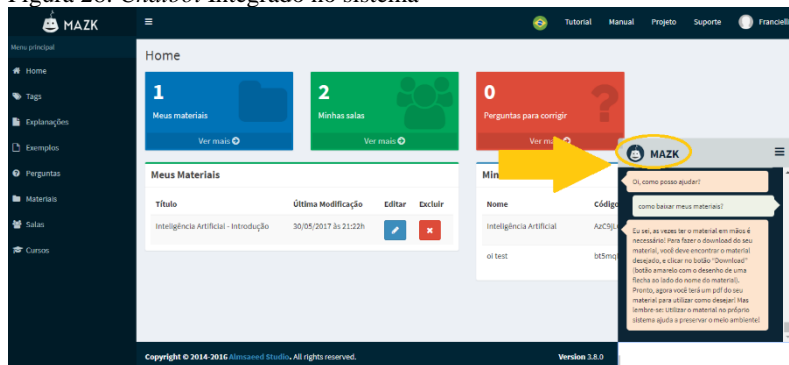 Figura 28: Chatbot integrado no sistema
MAZK
Tutorial Manual Projeto Suporte Francielli
Menu principal
Home
Tags
Explanações
Exemplos
Perguntas
Materiais
Salas
Cursos
Home
1
Meus materiais
Ver mais
2
Minhas salas
Ver mais
0
Perguntas para corrigir
Ver
Meus Materiais
Título Última Modificação Editar Excluir
Inteligência Artificial - Introdução 30/05/2017 às 21:22h
Min
Nome Código
Inteligência Artificial
oi test bt5mq
MAZK
Oi, como posso ajudar?
como baixar meus materiais?
Eu sei, as vezes ter o material em mãos é
necessário! Para fazer o download do seu
material, você deve encontrar o material
desejado, e clicar no botão "Download"
(botão amarelo com o desenho de uma
flecha ao lado do nome do material).
Pronto, agora você terá um pdf do seu
material para utilizar como desejar! Mas
lembre-se: Utilizar o material no próprio
sistema ajuda a preservar o meio ambiente!
Copyright © 2014-2016 Almsaeed Studio. All rights reserved. Version 3.8.0